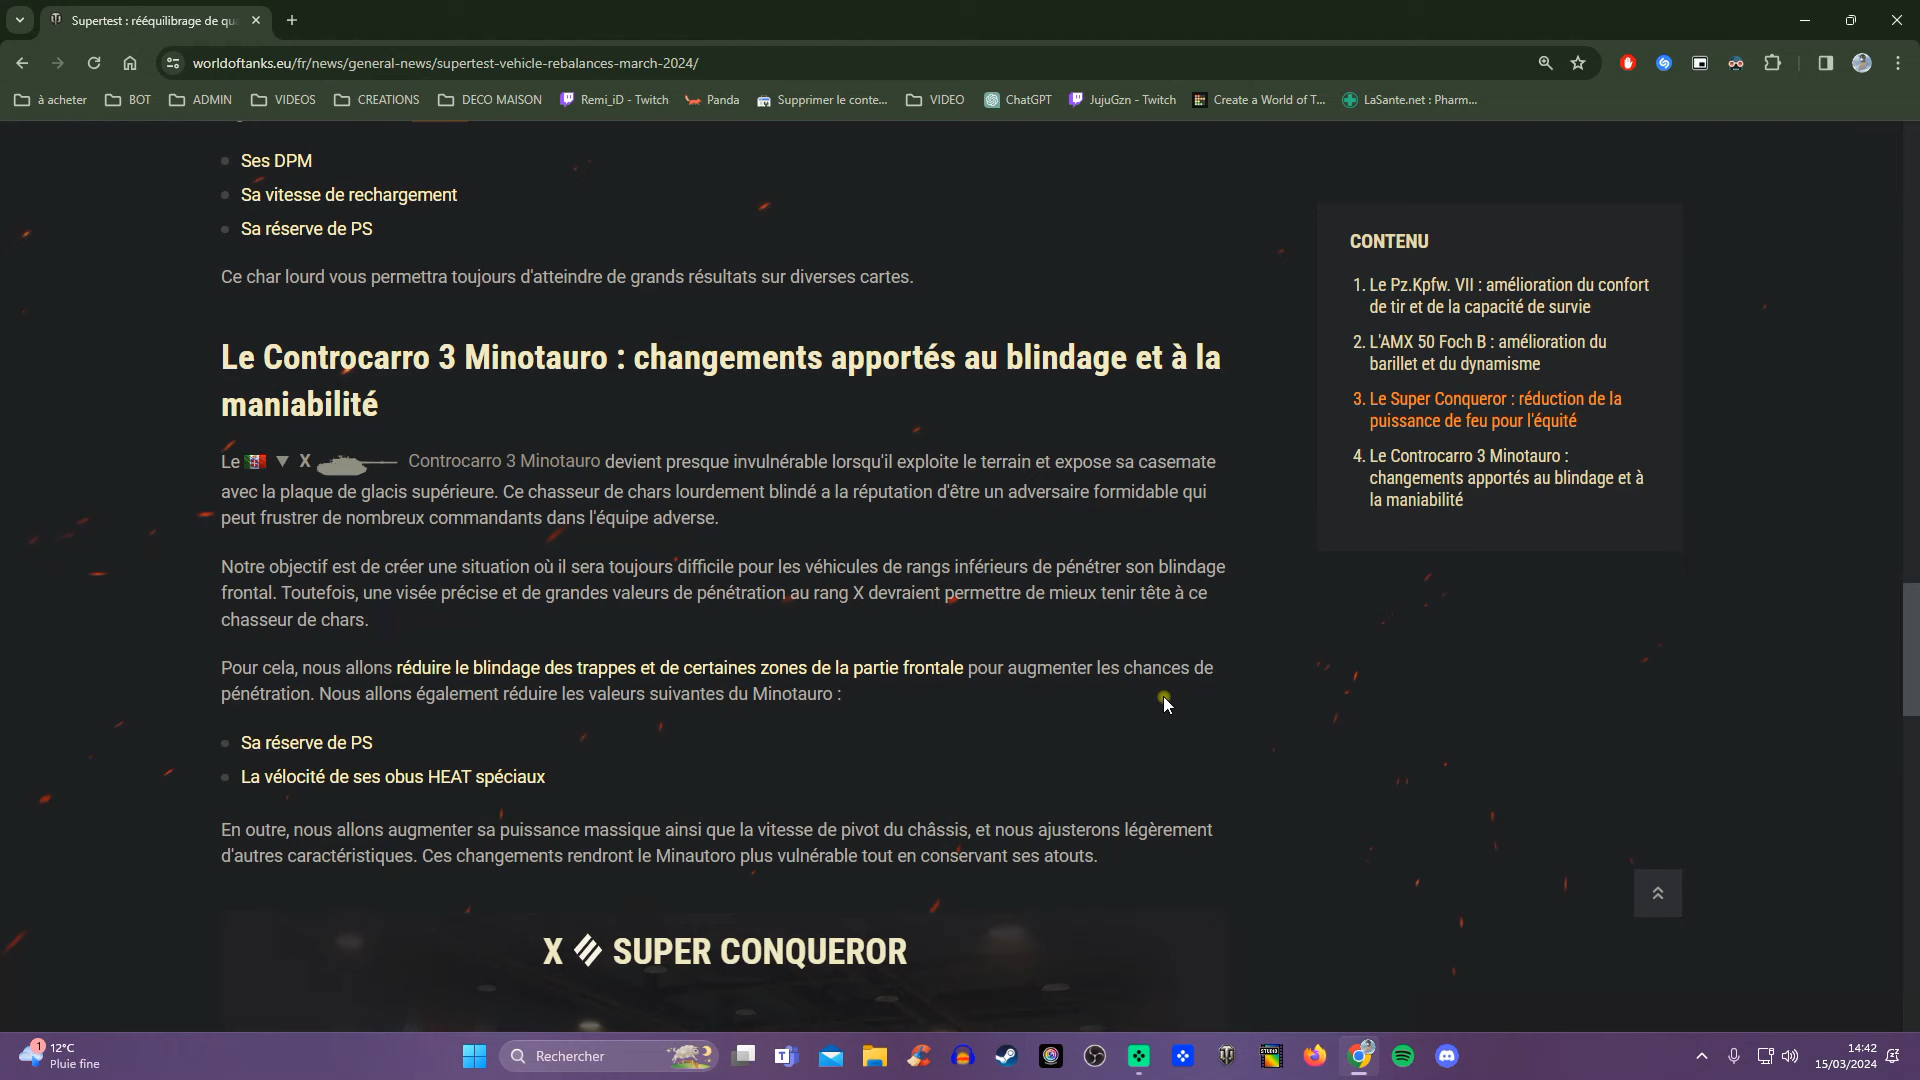 Supertest : rééquilibrage de qu
worldoftanks.eu/fr/news/general-news/supertest-vehicle-rebalances-march-2024/
à acheter
BOT
ADMIN
VIDEOS
CREATIONS
DECO MAISON
Remi_iD - Twitch
Panda
Supprimer le conte...
VIDEO
ChatGPT
JujuGzn - Twitch
Create a World of T...
LaSante.net : Pharm...
Ses DPM
Sa vitesse de rechargement
Sa réserve de PS
Ce char lourd vous permettra toujours d'atteindre de grands résultats sur diverses cartes.
Le Controcarro 3 Minotauro : changements apportés au blindage et à la
maniabilité
Le X Controcarro 3 Minotauro devient presque invulnérable lorsqu'il exploite le terrain et expose sa casemate
avec la plaque de glacis supérieure. Ce chasseur de chars lourdement blindé a la réputation d'être un adversaire formidable qui
peut frustrer de nombreux commandants dans l'équipe adverse.
Notre objectif est de créer une situation où il sera toujours difficile pour les véhicules de rangs inférieurs de pénétrer son blindage
frontal. Toutefois, une visée précise et de grandes valeurs de pénétration au rang X devraient permettre de mieux tenir tête à ce
chasseur de chars.
Pour cela, nous allons réduire le blindage des trappes et de certaines zones de la partie frontale pour augmenter les chances de
pénétration. Nous allons également réduire les valeurs suivantes du Minotauro :
Sa réserve de PS
La vélocité de ses obus HEAT spéciaux
En outre, nous allons augmenter sa puissance massique ainsi que la vitesse de pivot du châssis, et nous ajusterons légèrement
d'autres caractéristiques. Ces changements rendront le Minautoro plus vulnérable tout en conservant ses atouts.
X SUPER CONQUEROR
CONTENU
1. Le Pz.Kpfw. VII : amélioration du confort
de tir et de la capacité de survie
2. L'AMX 50 Foch B : amélioration du
barillet et du dynamisme
3. Le Super Conqueror : réduction de la
puissance de feu pour l'équité
4. Le Controcarro 3 Minotauro :
changements apportés au blindage et à
la maniabilité
1
12°C
Pluie fine
Rechercher
STUDIO
14:42
15/03/2024